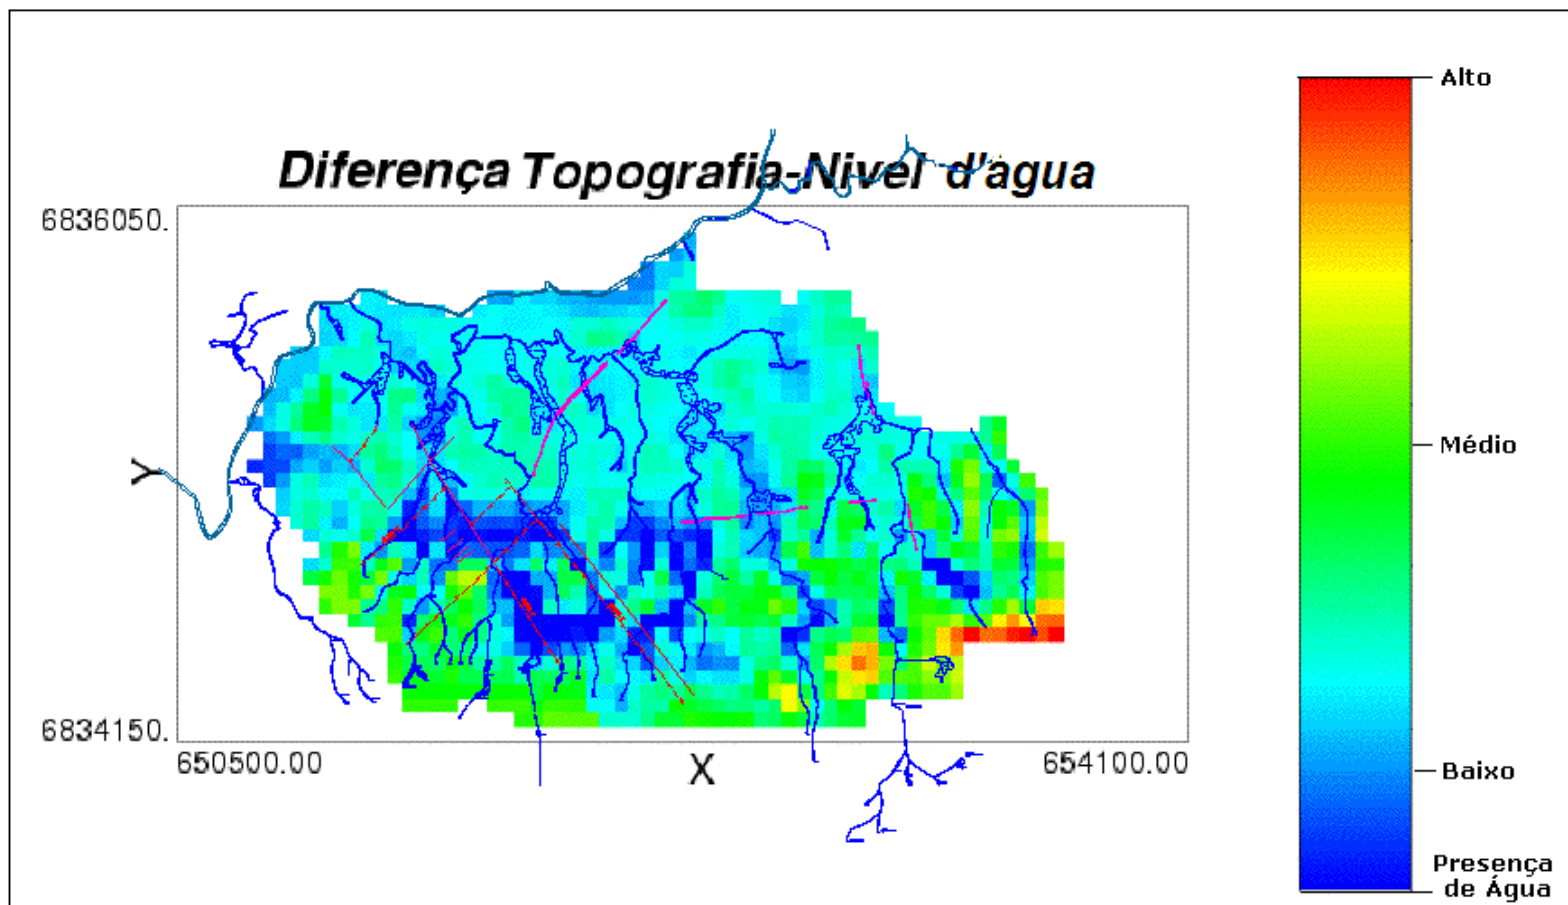 Diferença Topografia-Nivel d'agua
6836050.
Y
6834150.
650500.00
X
654100.00
Alto
Médio
Baixo
Presença
de Água